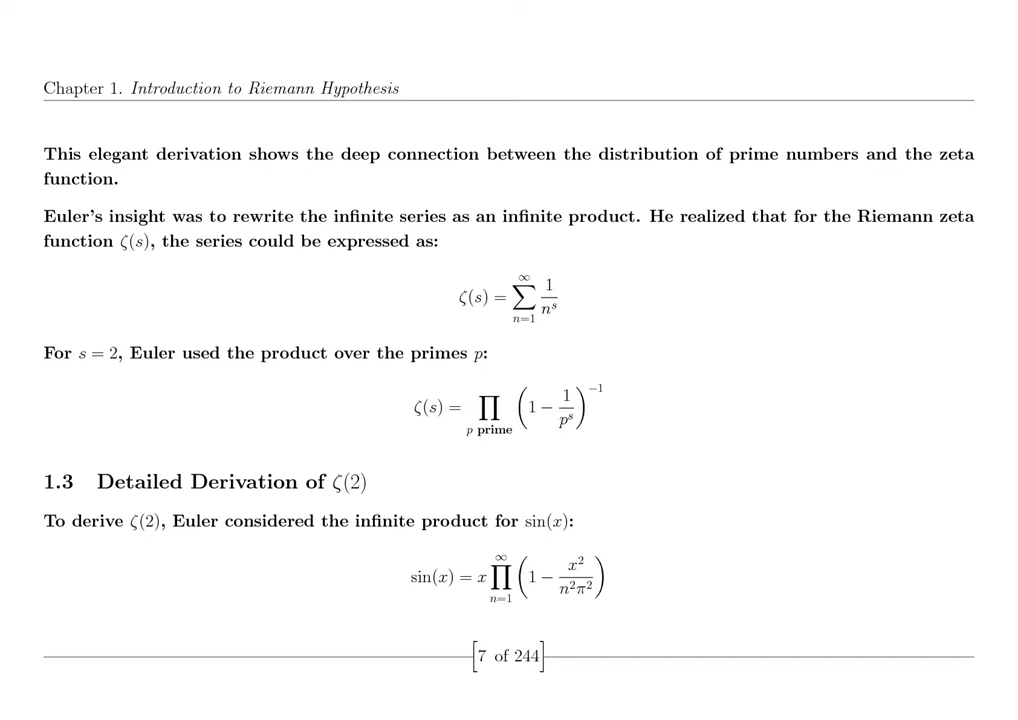 Chapter 1. Introduction to Riemann Hypothesis
This elegant derivation shows the deep connection between the distribution of prime numbers and the zeta
function.
Euler's insight was to rewrite the infinite series as an infinite product. He realized that for the Riemann zeta
function ζ(s), the series could be expressed as:
ζ(s) = ∑_{n=1}^{∞} 1/n^s
For s = 2, Euler used the product over the primes p:
ζ(s) = ∏_{p prime} (1 − 1/p^s)^{−1}
1.3 Detailed Derivation of ζ(2)
To derive ζ(2), Euler considered the infinite product for sin(x):
sin(x) = x ∏_{n=1}^{∞} (1 − x²/(n²π²))
[7 of 244]